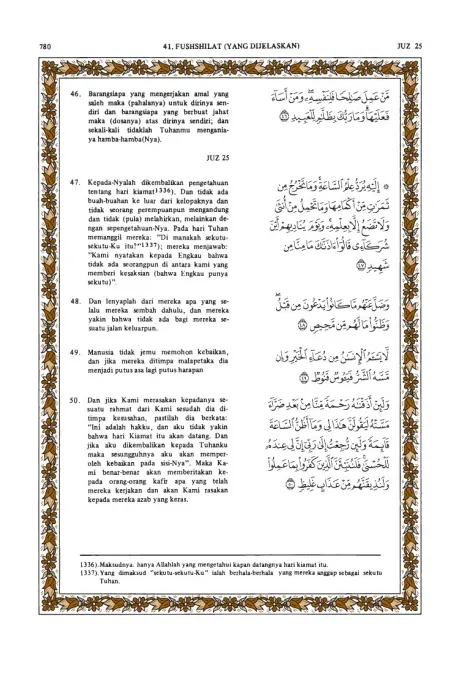 780 41. FUSHSHILAT (YANG DIJELASKAN) JUZ 25
46. Barangsiapa yang mengerjakan amal yang
saleh maka (pahalanya) untuk dirinya sen-
diri dan barangsiapa yang berbuat jahat
maka (dosanya) atas dirinya sendiri; dan
sekali-kali tidaklah Tuhanmu mengania-
ya hamba-hamba(Nya).
مَّنْ عَمِلَ صَالِحًا فَلِنَفْسِهِۦ وَمَنْ أَسَآءَ
فَعَلَيْهَا وَمَا رَبُّكَ بِظَلَّٰمٍ لِّلْعَبِيدِ ٤٦
JUZ 25
47. Kepada-Nyalah dikembalikan pengetahuan
tentang hari kiamat1336). Dan tidak ada
buah-buahan ke luar dari kelopaknya dan
tidak seorang perempuanpun mengandung
dan tidak (pula) melahirkan, melainkan de-
ngan sepengetahuan-Nya. Pada hari Tuhan
memanggil mereka: "Di manakah sekutu-
sekutu-Ku itu?"1337); mereka menjawab:
"Kami nyatakan kepada Engkau bahwa
tidak ada seorangpun di antara kami yang
memberi kesaksian (bahwa Engkau punya
sekutu)".
۞ إِلَيْهِ يُرَدُّ عِلْمُ السَّاعَةِ وَمَا تَخْرُجُ مِن
ثَمَرَٰتٍ مِّنْ أَكْمَامِهَا وَمَا تَحْمِلُ مِنْ أُنثَىٰ
وَلَا تَضَعُ إِلَّا بِعِلْمِهِۦ وَيَوْمَ يُنَادِيهِمْ أَيْنَ
شُرَكَآءِى قَالُوٓا۟ ءَاذَنَّٰكَ مَا مِنَّا مِن
شَهِيدٍ ٤٧
48. Dan lenyaplah dari mereka apa yang se-
lalu mereka sembah dahulu, dan mereka
yakin bahwa tidak ada bagi mereka se-
suatu jalan keluarpun.
وَضَلَّ عَنْهُم مَّا كَانُوا۟ يَدْعُونَ مِن قَبْلُ
وَظَنُّوا۟ مَا لَهُم مِّن مَّحِيصٍ ٤٨
49. Manusia tidak jemu memohon kebaikan,
dan jika mereka ditimpa malapetaka dia
menjadi putus asa lagi putus harapan
لَّا يَسْـَٔمُ الْإِنسَٰنُ مِن دُعَآءِ الْخَيْرِ وَإِن
مَّسَّهُ الشَّرُّ فَيَـُٔوسٌ قَنُوطٌ ٤٩
50. Dan jika Kami merasakan kepadanya se-
suatu rahmat dari Kami sesudah dia di-
timpa kesusahan, pastilah dia berkata:
"Ini adalah hakku, dan aku tidak yakin
bahwa hari Kiamat itu akan datang. Dan
jika aku dikembalikan kepada Tuhanku
maka sesungguhnya aku akan memper-
oleh kebaikan pada sisi-Nya". Maka Ka-
mi benar-benar akan memberitakan ke-
pada orang-orang kafir apa yang telah
mereka kerjakan dan akan Kami rasakan
kepada mereka azab yang keras.
وَلَئِنْ أَذَقْنَٰهُ رَحْمَةً مِّنَّا مِنۢ بَعْدِ ضَرَّآءَ
مَسَّتْهُ لَيَقُولَنَّ هَٰذَا لِى وَمَآ أَظُنُّ السَّاعَةَ
قَآئِمَةً وَلَئِن رُّجِعْتُ إِلَىٰ رَبِّىٓ إِنَّ لِى عِندَهُۥ
لَلْحُسْنَىٰ فَلَنُنَبِّئَنَّ الَّذِينَ كَفَرُوا۟ بِمَا عَمِلُوا۟
وَلَنُذِيقَنَّهُم مِّنْ عَذَابٍ غَلِيظٍ ٥٠
1336). Maksudnya. hanya Allahlah yang mengetahui kapan datangnya hari kiamat itu.
1337). Yang dimaksud "sekutu-sekutu-Ku" ialah berhala-berhala yang mereka anggap sebagai sekutu
Tuhan.